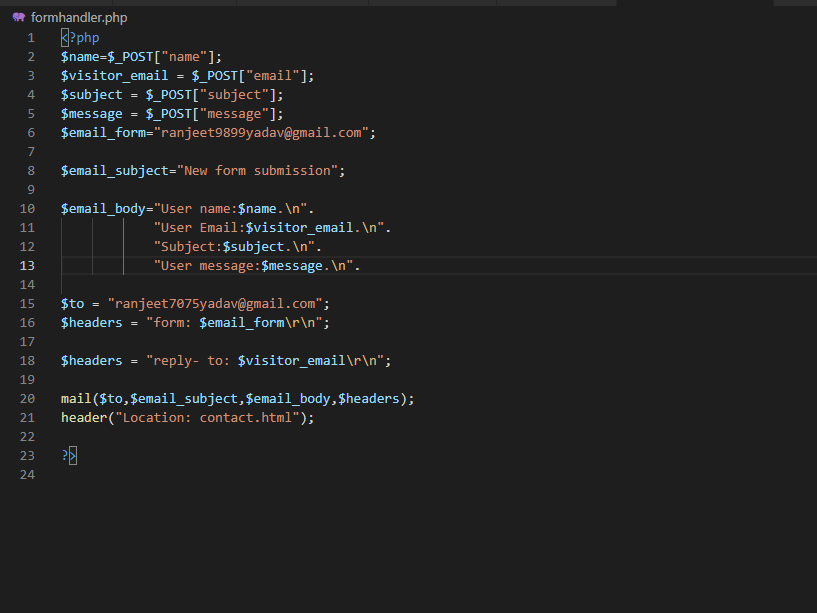 formhandler.php
1 <?php
2 $name=$_POST["name"];
3 $visitor_email = $_POST["email"];
4 $subject = $_POST["subject"];
5 $message = $_POST["message"];
6 $email_form="ranjeet9899yadav@gmail.com";
7
8 $email_subject="New form submission";
9
10 $email_body="User name:$name.\n".
11 "User Email:$visitor_email.\n".
12 "Subject:$subject.\n".
13 "User message:$message.\n".
14
15 $to = "ranjeet7075yadav@gmail.com";
16 $headers = "form: $email_form\r\n";
17
18 $headers = "reply- to: $visitor_email\r\n";
19
20 mail($to,$email_subject,$email_body,$headers);
21 header("Location: contact.html");
22
23 ?>
24